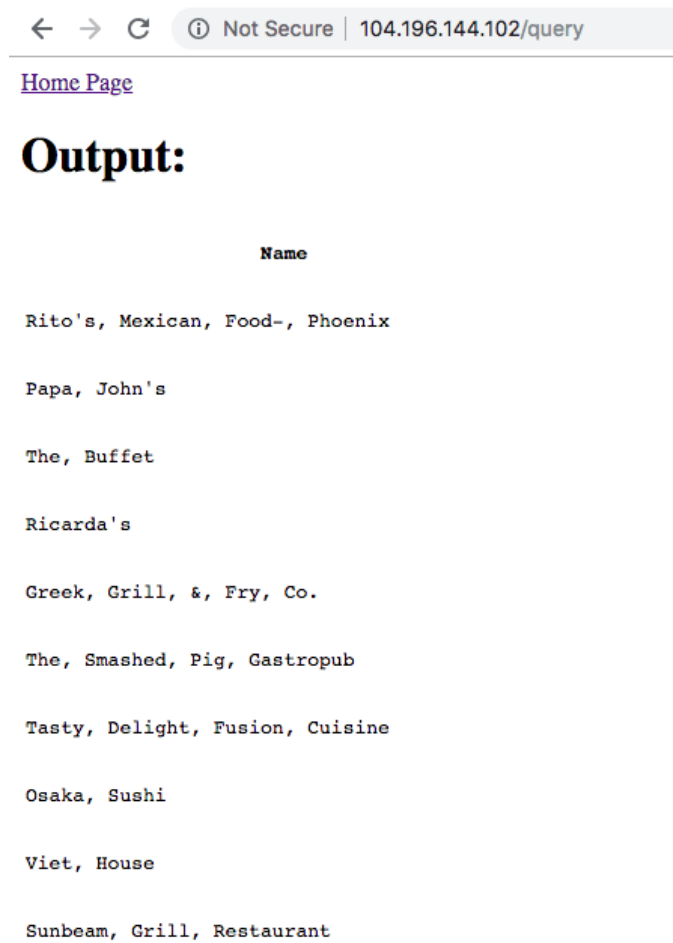 Not Secure | 104.196.144.102/query
Home Page
Output:
Name
Rito's, Mexican, Food-, Phoenix
Papa, John's
The, Buffet
Ricarda's
Greek, Grill, &, Fry, Co.
The, Smashed, Pig, Gastropub
Tasty, Delight, Fusion, Cuisine
Osaka, Sushi
Viet, House
Sunbeam, Grill, Restaurant